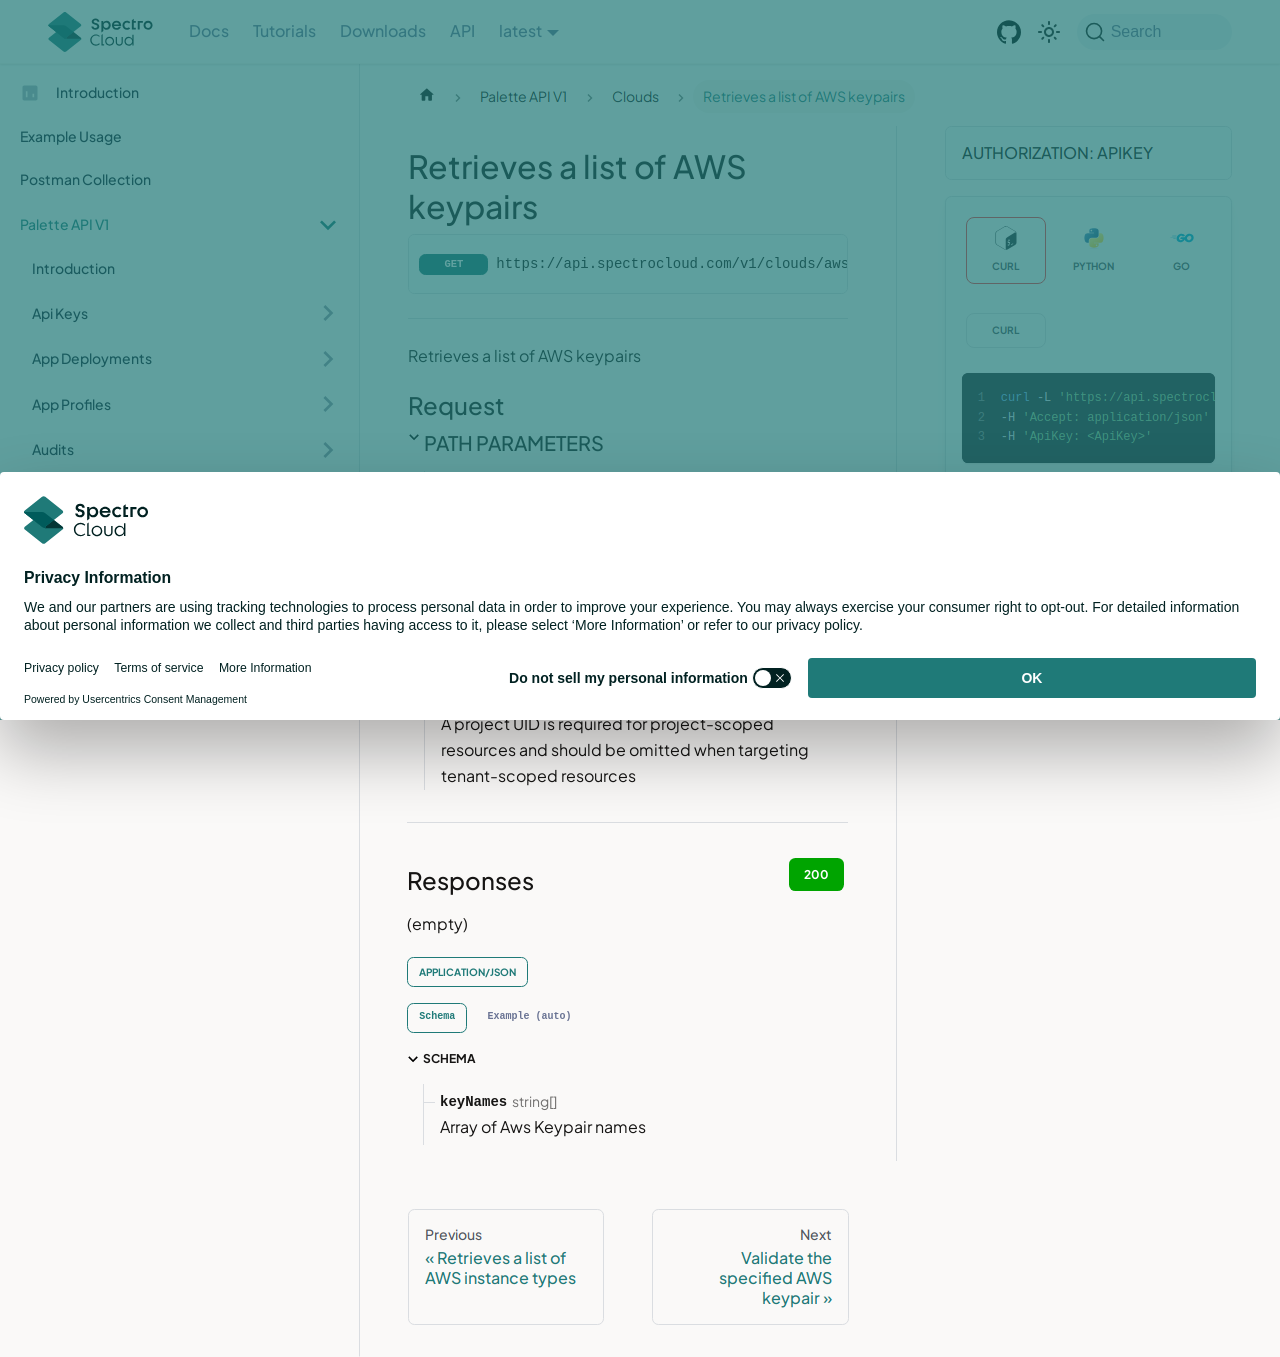 Spectro Cloud
Docs
Tutorials
Downloads
API
latest
Search
Introduction
Example Usage
Postman Collection
Palette API V1
Introduction
Api Keys
App Deployments
App Profiles
Audits
Palette API V1
Clouds
Retrieves a list of AWS keypairs
Retrieves a list of AWS
keypairs
GET https://api.spectrocloud.com/v1/clouds/aws
Retrieves a list of AWS keypairs
Request
PATH PARAMETERS
AUTHORIZATION: APIKEY
CURL
PYTHON
GO
CURL
1 curl -L 'https://api.spectrocl
2 -H 'Accept: application/json'
3 -H 'ApiKey: <ApiKey>'
Spectro
Cloud
Privacy Information
We and our partners are using tracking technologies to process personal data in order to improve your experience. You may always exercise your consumer right to opt-out. For detailed information
about personal information we collect and third parties having access to it, please select ‘More Information’ or refer to our privacy policy.
Privacy policy
Terms of service
More Information
Do not sell my personal information
OK
Powered by Usercentrics Consent Management
A project UID is required for project-scoped
resources and should be omitted when targeting
tenant-scoped resources
Responses
200
(empty)
APPLICATION/JSON
Schema
Example (auto)
SCHEMA
keyNames string[]
Array of Aws Keypair names
Previous
« Retrieves a list of
AWS instance types
Next
Validate the
specified AWS
keypair »